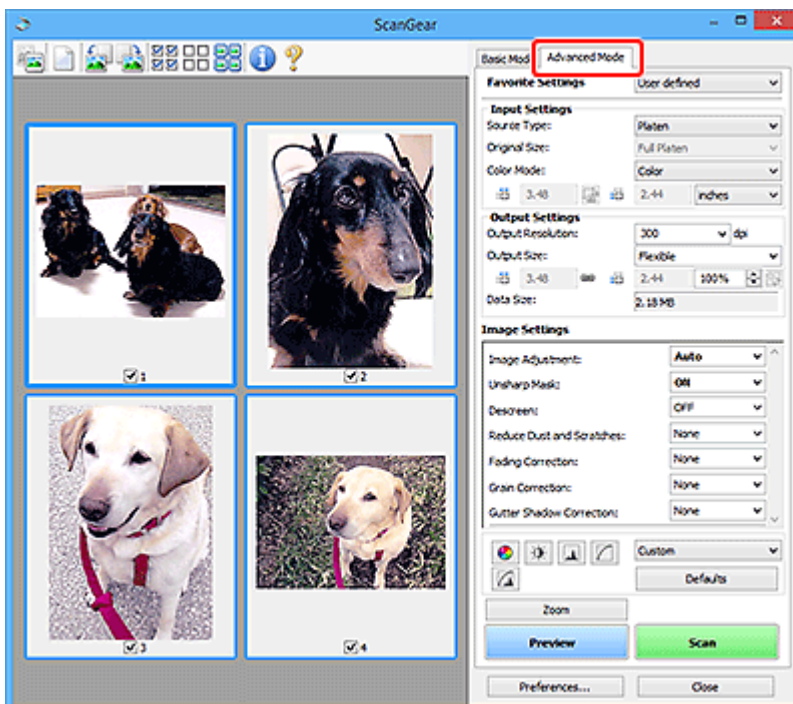 ScanGear
Basic Mod
Advanced Mode
Favorite Settings User defined
Input Settings
Source Type: Platen
Original Size: Full Platen
Color Mode: Color
3.48 2.44 inches
Output Settings
Output Resolution: 300 dpi
Output Size: Flexible
3.48 2.44 100%
Data Size: 2.18 MB
Image Settings
Image Adjustment: Auto
Unsharp Mask: ON
Descreen: OFF
Reduce Dust and Scratches: None
Fading Correction: None
Grain Correction: None
Gutter Shadow Correction: None
Custom
Defaults
Zoom
Preview Scan
Preferences... Close
1
2
3
4